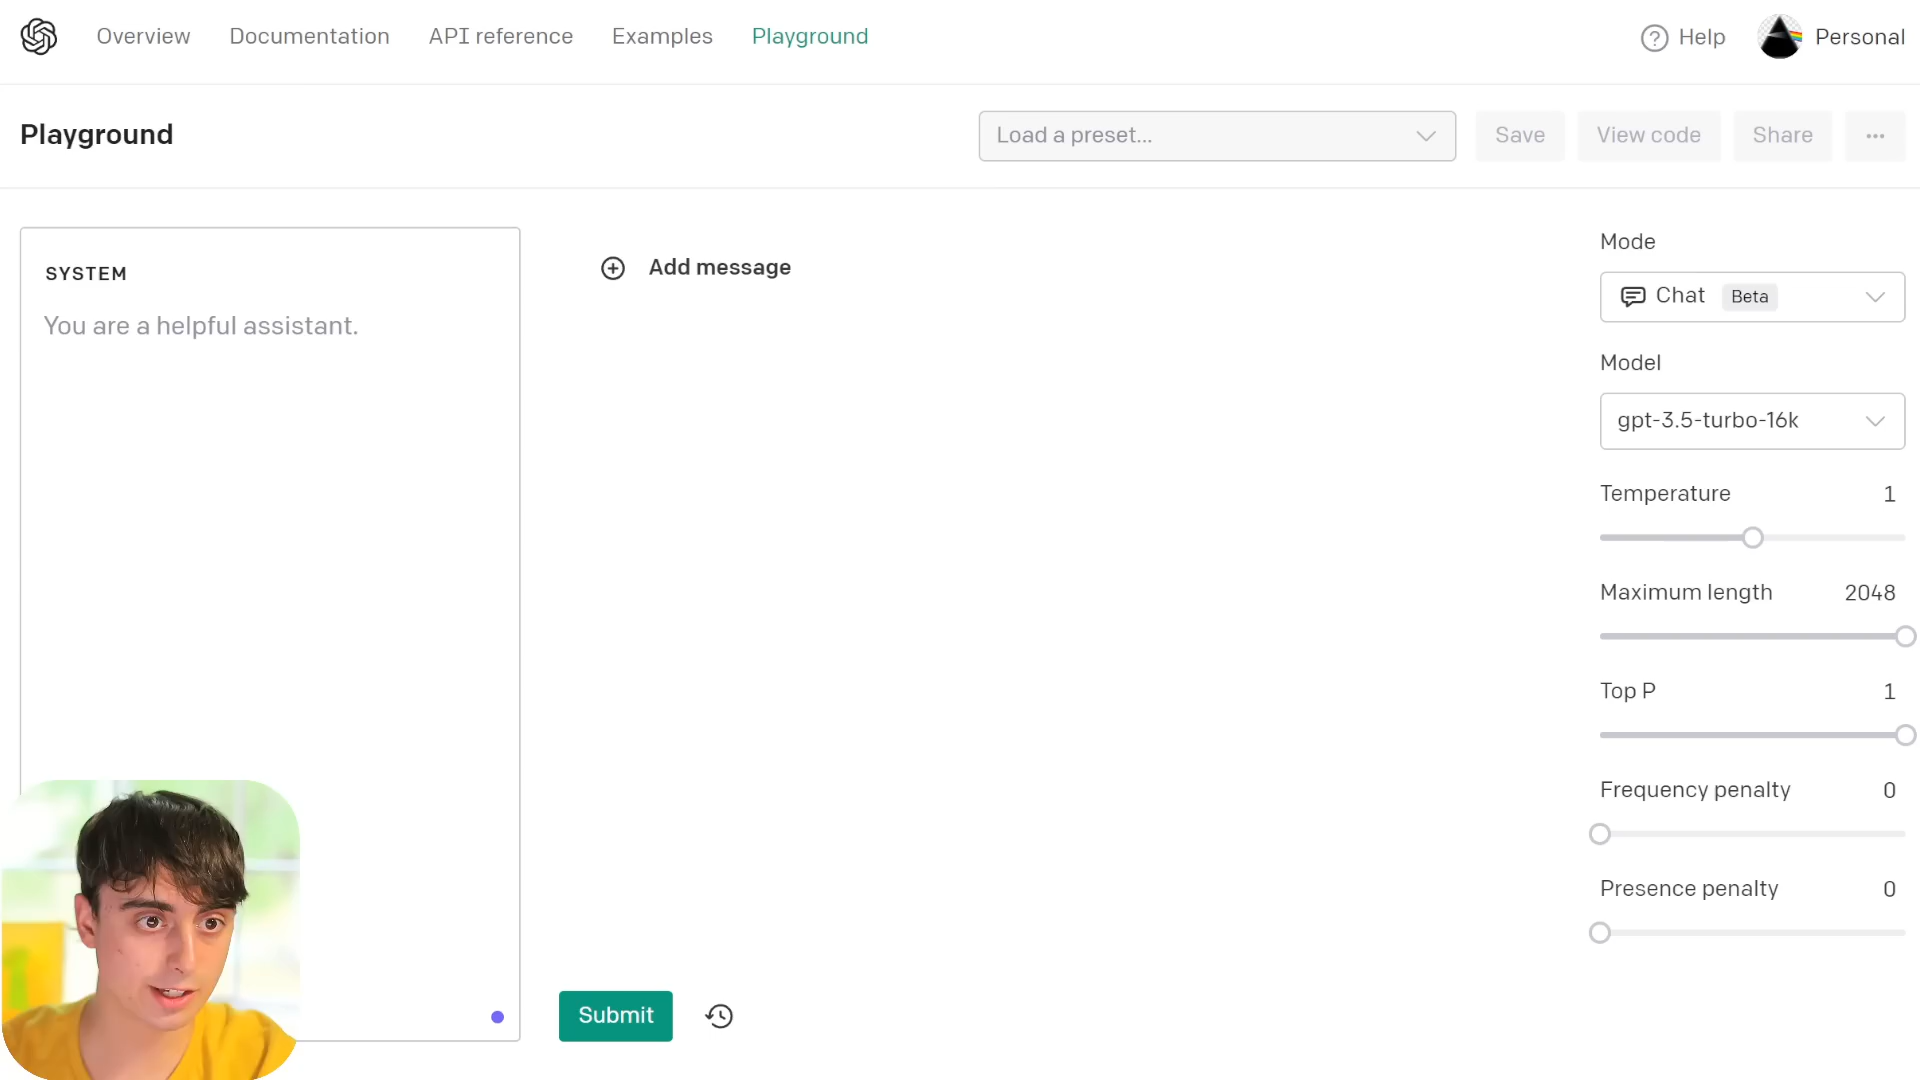 Overview
Documentation
API reference
Examples
Playground
Help
Personal
Playground
Load a preset...
Save
View code
Share
...
SYSTEM
You are a helpful assistant.
Add message
Mode
Chat Beta
Model
gpt-3.5-turbo-16k
Temperature 1
Maximum length 2048
Top P 1
Frequency penalty 0
Presence penalty 0
Submit